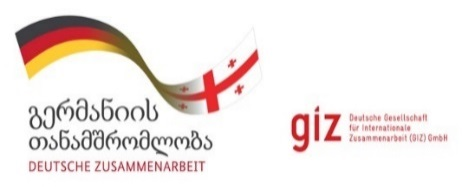 გერმანიის
თანამშრომლობა
DEUTSCHE ZUSAMMENARBEIT
giz
Deutsche Gesellschaft
für Internationale
Zusammenarbeit (GIZ) GmbH